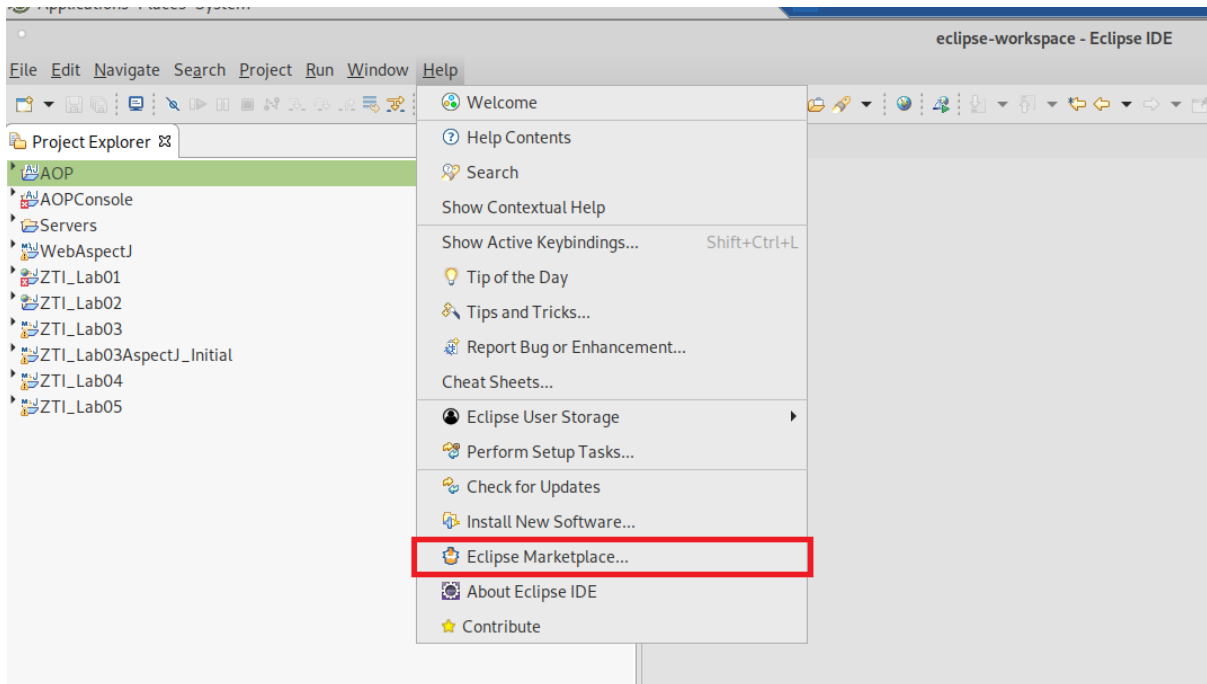 Applications Places System
eclipse-workspace - Eclipse IDE
File Edit Navigate Search Project Run Window Help
Project Explorer
AOP
AOPConsole
Servers
WebAspectJ
ZTI_Lab01
ZTI_Lab02
ZTI_Lab03
ZTI_Lab03AspectJ_Initial
ZTI_Lab04
ZTI_Lab05
Welcome
Help Contents
Search
Show Contextual Help
Show Active Keybindings... Shift+Ctrl+L
Tip of the Day
Tips and Tricks...
Report Bug or Enhancement...
Cheat Sheets...
Eclipse User Storage
Perform Setup Tasks...
Check for Updates
Install New Software...
Eclipse Marketplace...
About Eclipse IDE
Contribute